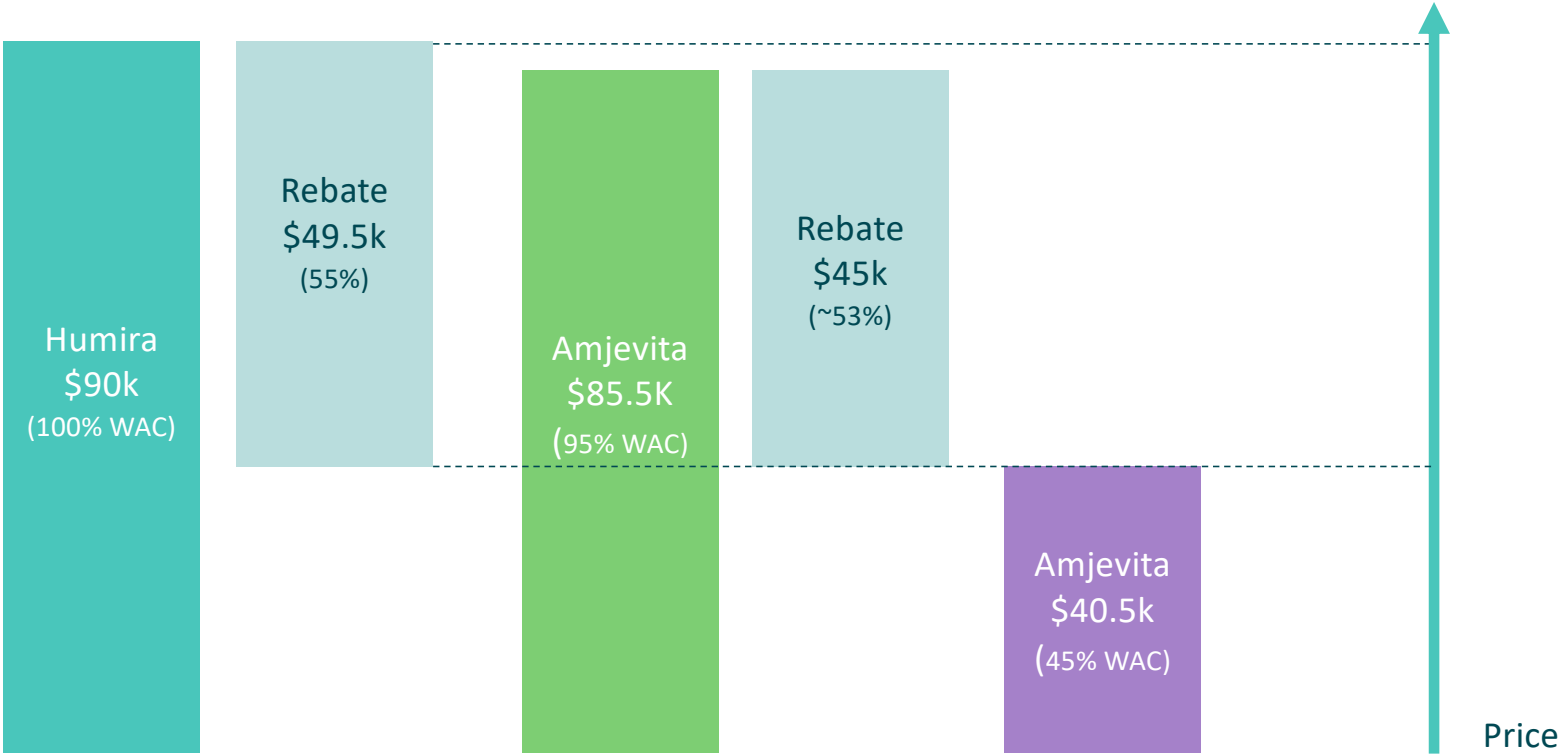 Humira
$90k
(100% WAC)
Rebate
$49.5k
(55%)
Amjevita
$85.5K
(95% WAC)
Rebate
$45k
(~53%)
Amjevita
$40.5k
(45% WAC)
Price